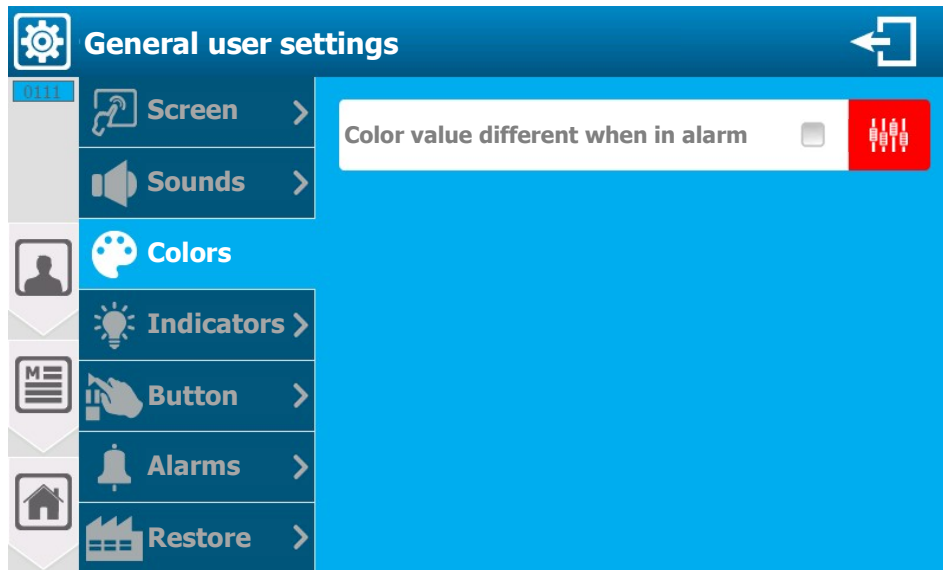 General user settings
0111
Screen
Color value different when in alarm
Sounds
Colors
Indicators
M
Button
Alarms
Restore